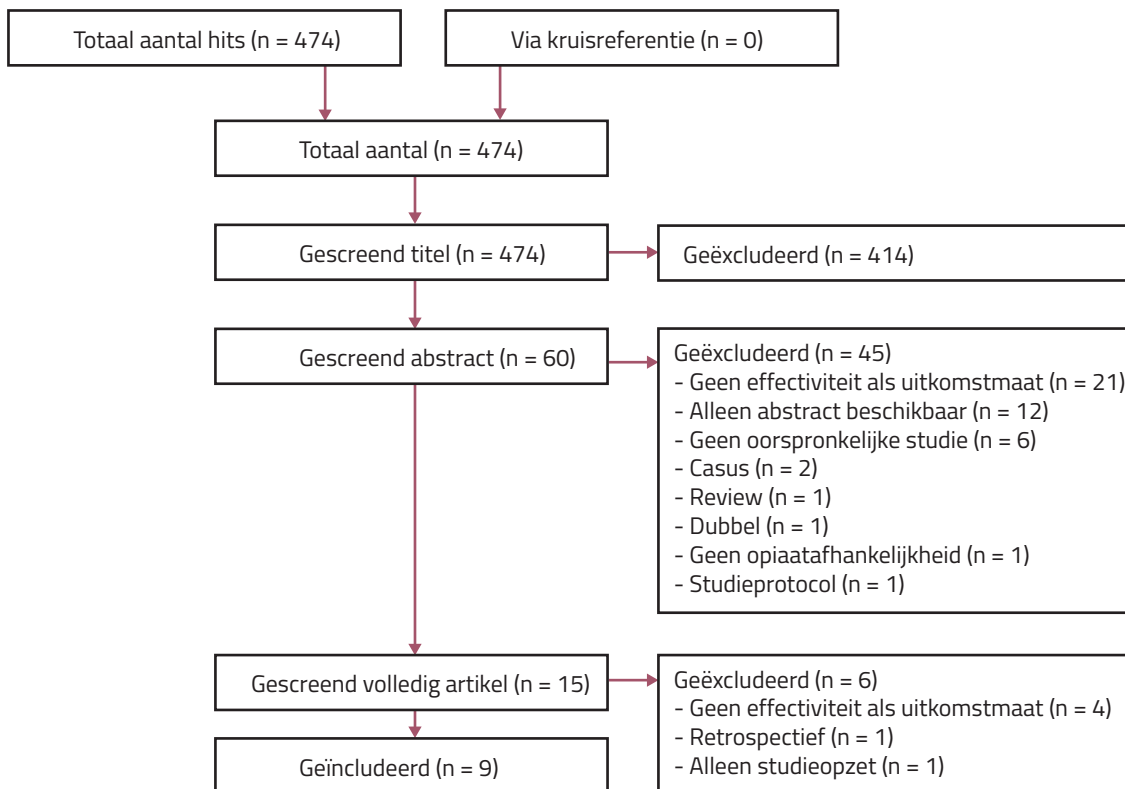 Totaal aantal hits (n = 474)
Via kruisreferentie (n = 0)
Totaal aantal (n = 474)
Gescreend titel (n = 474)
Geëxcludeerd (n = 414)
Gescreend abstract (n = 60)
Geëxcludeerd (n = 45)
- Geen effectiviteit als uitkomstmaat (n = 21)
- Alleen abstract beschikbaar (n = 12)
- Geen oorspronkelijke studie (n = 6)
- Casus (n = 2)
- Review (n = 1)
- Dubbel (n = 1)
- Geen opiaatafhankelijkheid (n = 1)
- Studieprotocol (n = 1)
Gescreend volledig artikel (n = 15)
Geëxcludeerd (n = 6)
- Geen effectiviteit als uitkomstmaat (n = 4)
- Retrospectief (n = 1)
- Alleen studieopzet (n = 1)
Geïncludeerd (n = 9)